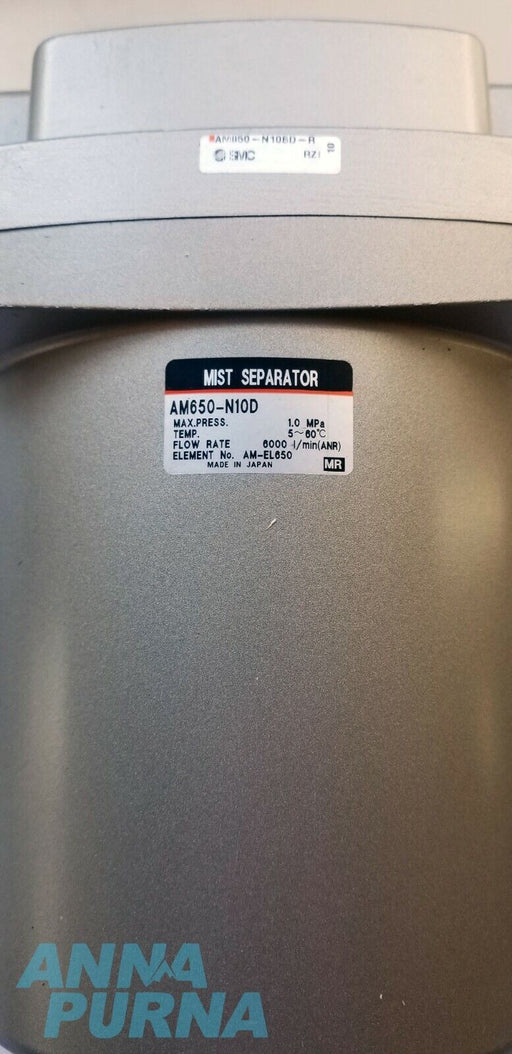 AM650-N10BD-R
SMC RZI 10
MIST SEPARATOR
AM650-N10D
MAX.PRESS. 1.0 MPa
TEMP. 5~60℃
FLOW RATE 6000 l/min(ANR)
ELEMENT No. AM-EL650
MADE IN JAPAN MR
ANNA
PURNA